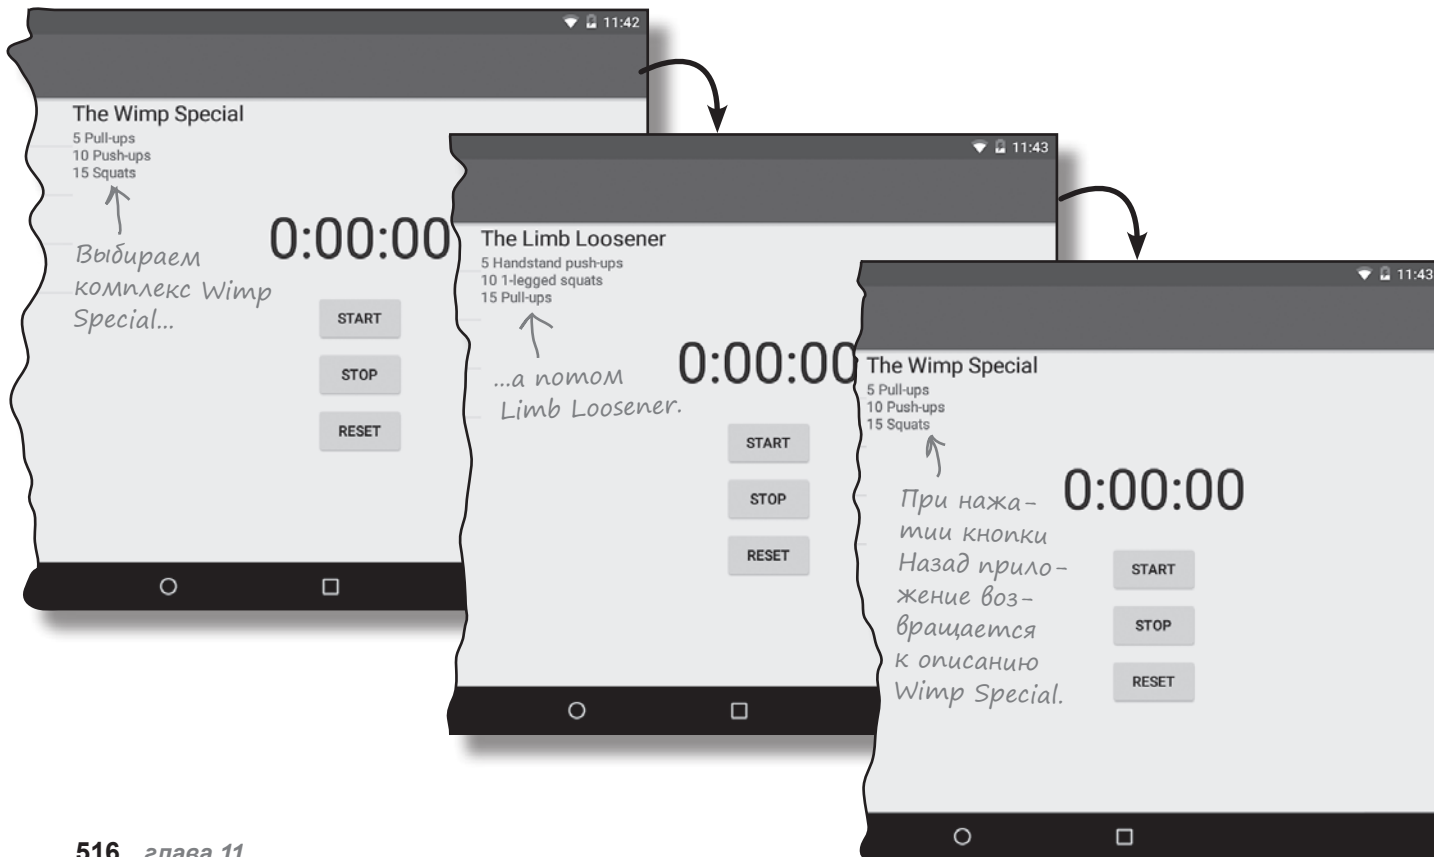 11:42
The Wimp Special
5 Pull-ups
10 Push-ups
15 Squats
Выбираем
комплекс Wimp
Special...
0:00:00
START
STOP
RESET
11:43
The Limb Loosener
5 Handstand push-ups
10 1-legged squats
15 Pull-ups
...а потом
Limb Loosener.
0:00:00
START
STOP
RESET
11:43
The Wimp Special
5 Pull-ups
10 Push-ups
15 Squats
При нажа-
тии кнопки
Назад прило-
жение воз-
вращается
к описанию
Wimp Special.
0:00:00
START
STOP
RESET
516 глава 11